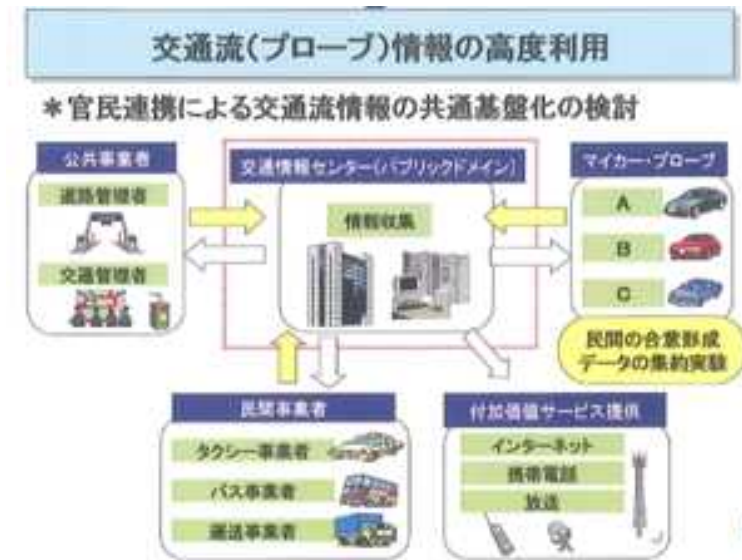 交通流(プローブ)情報の高度利用
＊官民連携による交通流情報の共通基盤化の検討
公共事業者
道路管理者
交通管理者
交通情報センター(パブリックドメイン)
情報収集
マイカー・プローブ
A
B
C
民間の合意形成
データの集約実験
民間事業者
タクシー事業者
バス事業者
運送事業者
付加価値サービス提供
インターネット
携帯電話
放送